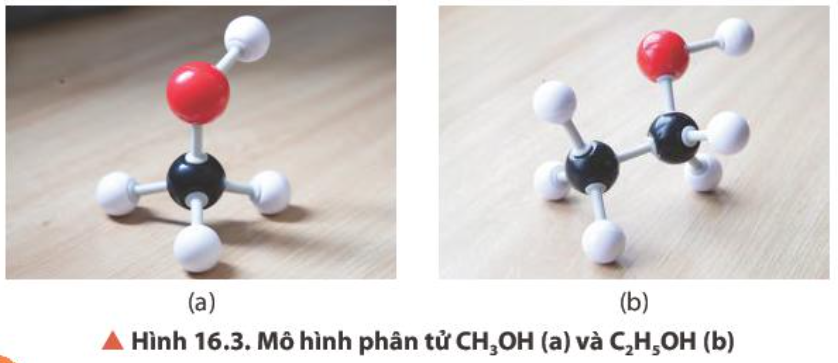 (a) (b)
▲ Hình 16.3. Mô hình phân tử CH₃OH (a) và C₂H₅OH (b)